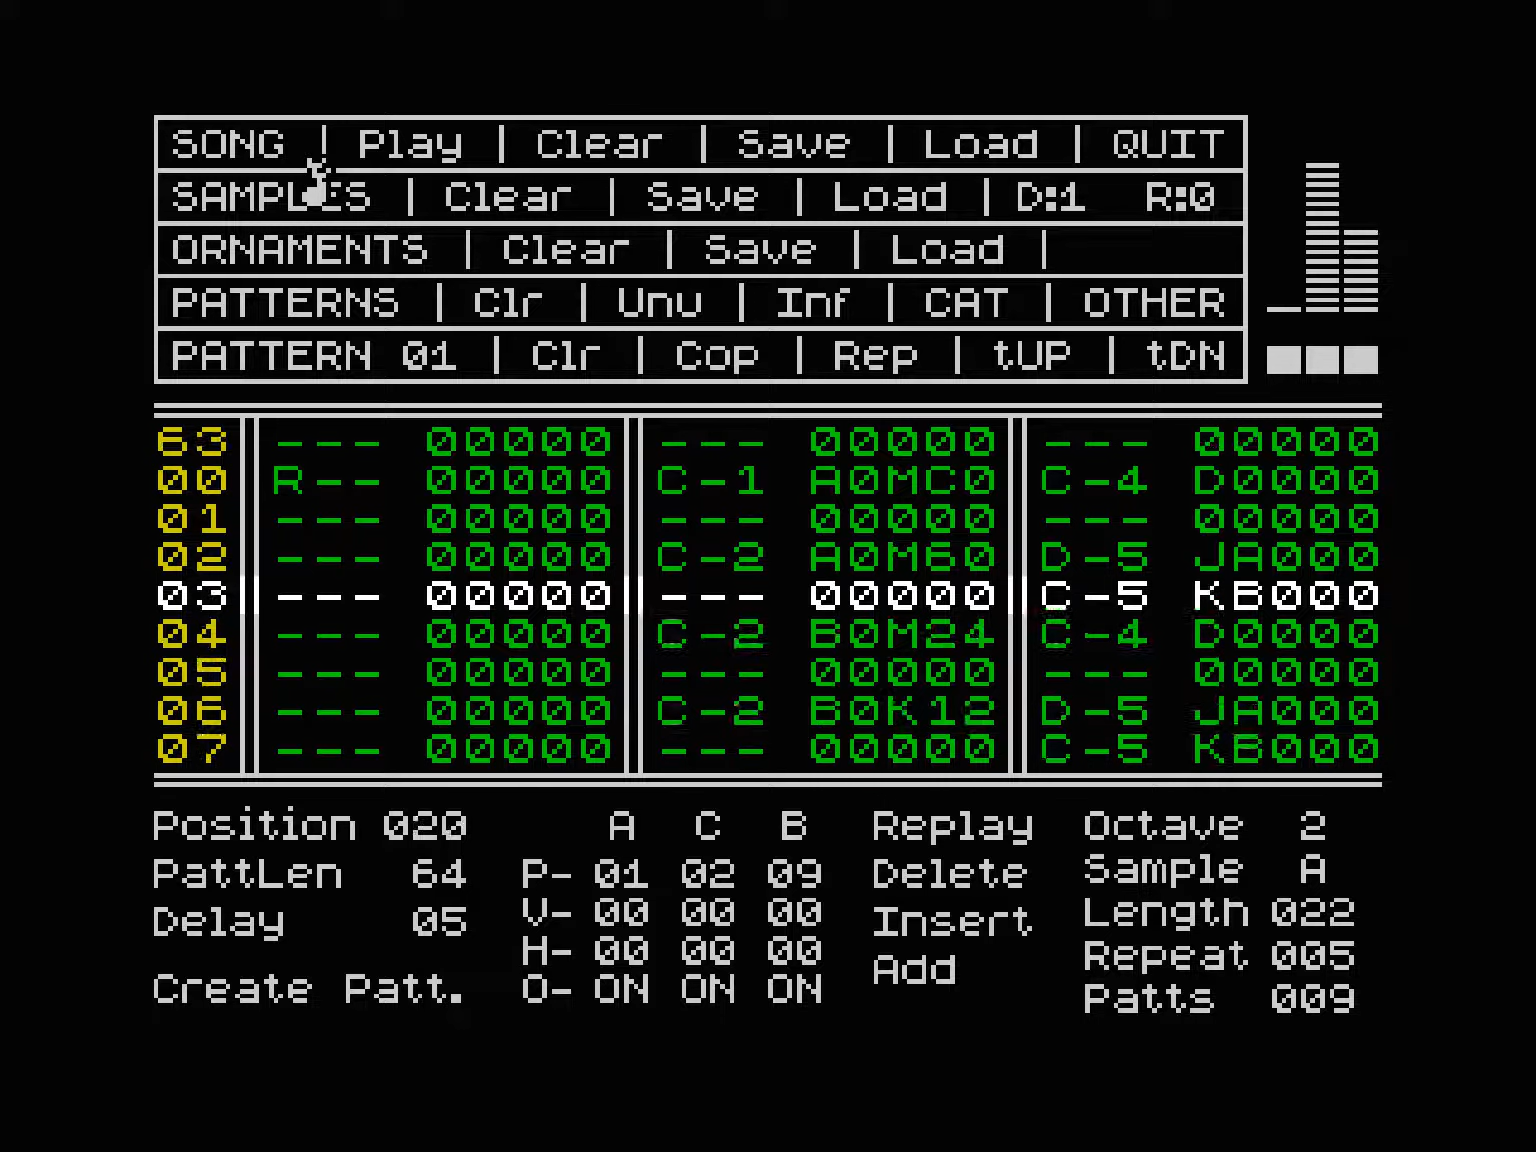 SONG | Play | Clear | Save | Load | QUIT
SAMPLES | Clear | Save | Load | D:1 R:0
ORNAMENTS | Clear | Save | Load |
PATTERNS | Clr | Unu | Inf | CAT | OTHER
PATTERN 01 | Clr | Cop | Rep | tUP | tDN
63 --- 00000 --- 00000 --- 00000
00 R-- 00000 C-1 A0MC0 C-4 D0000
01 --- 00000 --- 00000 --- 00000
02 --- 00000 C-2 A0M60 D-5 JA000
03 --- 00000 --- 00000 C-5 KB000
04 --- 00000 C-2 B0M24 C-4 D0000
05 --- 00000 --- 00000 --- 00000
06 --- 00000 C-2 B0K12 D-5 JA000
07 --- 00000 --- 00000 C-5 KB000
Position 020
PattLen 64
Delay 05
Create Patt.
A C B
P- 01 02 09
V- 00 00 00
H- 00 00 00
O- ON ON ON
Replay
Delete
Insert
Add
Octave 2
Sample A
Length 022
Repeat 005
Patts 009